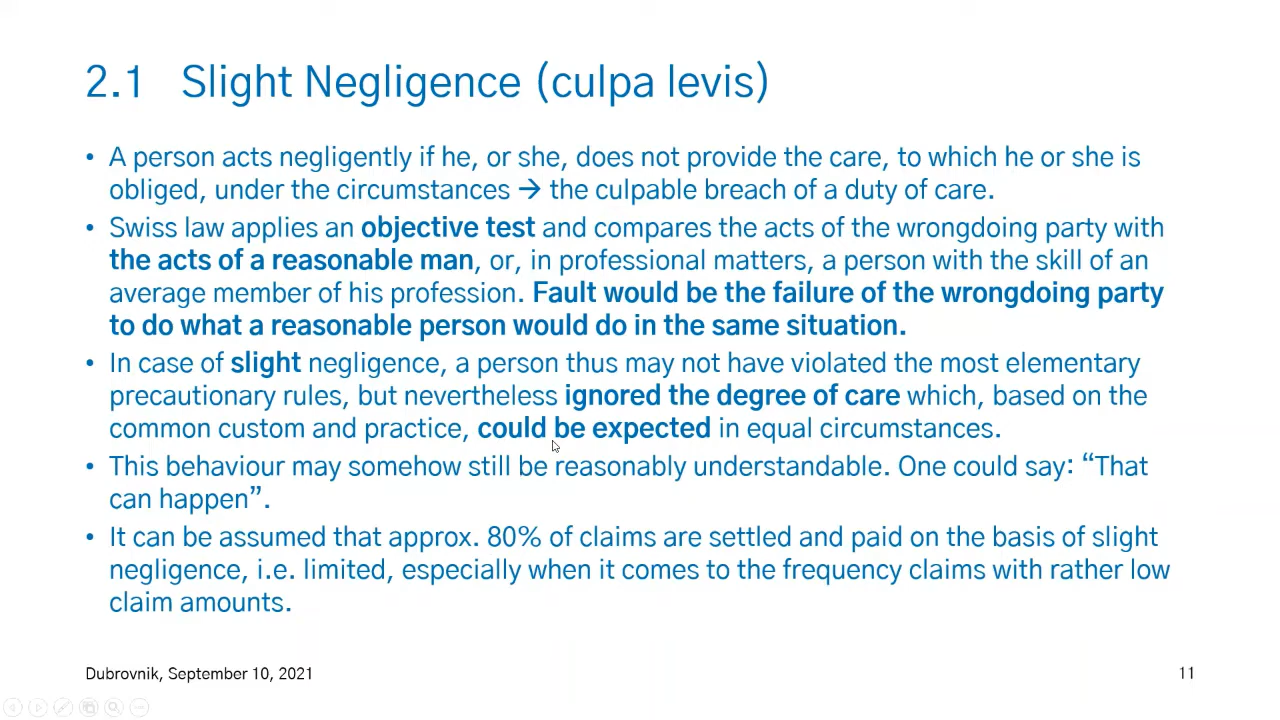 2.1 Slight Negligence (culpa levis)
• A person acts negligently if he, or she, does not provide the care, to which he or she is
obliged, under the circumstances → the culpable breach of a duty of care.
• Swiss law applies an objective test and compares the acts of the wrongdoing party with
the acts of a reasonable man, or, in professional matters, a person with the skill of an
average member of his profession. Fault would be the failure of the wrongdoing party
to do what a reasonable person would do in the same situation.
• In case of slight negligence, a person thus may not have violated the most elementary
precautionary rules, but nevertheless ignored the degree of care which, based on the
common custom and practice, could be expected in equal circumstances.
• This behaviour may somehow still be reasonably understandable. One could say: “That
can happen”.
• It can be assumed that approx. 80% of claims are settled and paid on the basis of slight
negligence, i.e. limited, especially when it comes to the frequency claims with rather low
claim amounts.
Dubrovnik, September 10, 2021
11